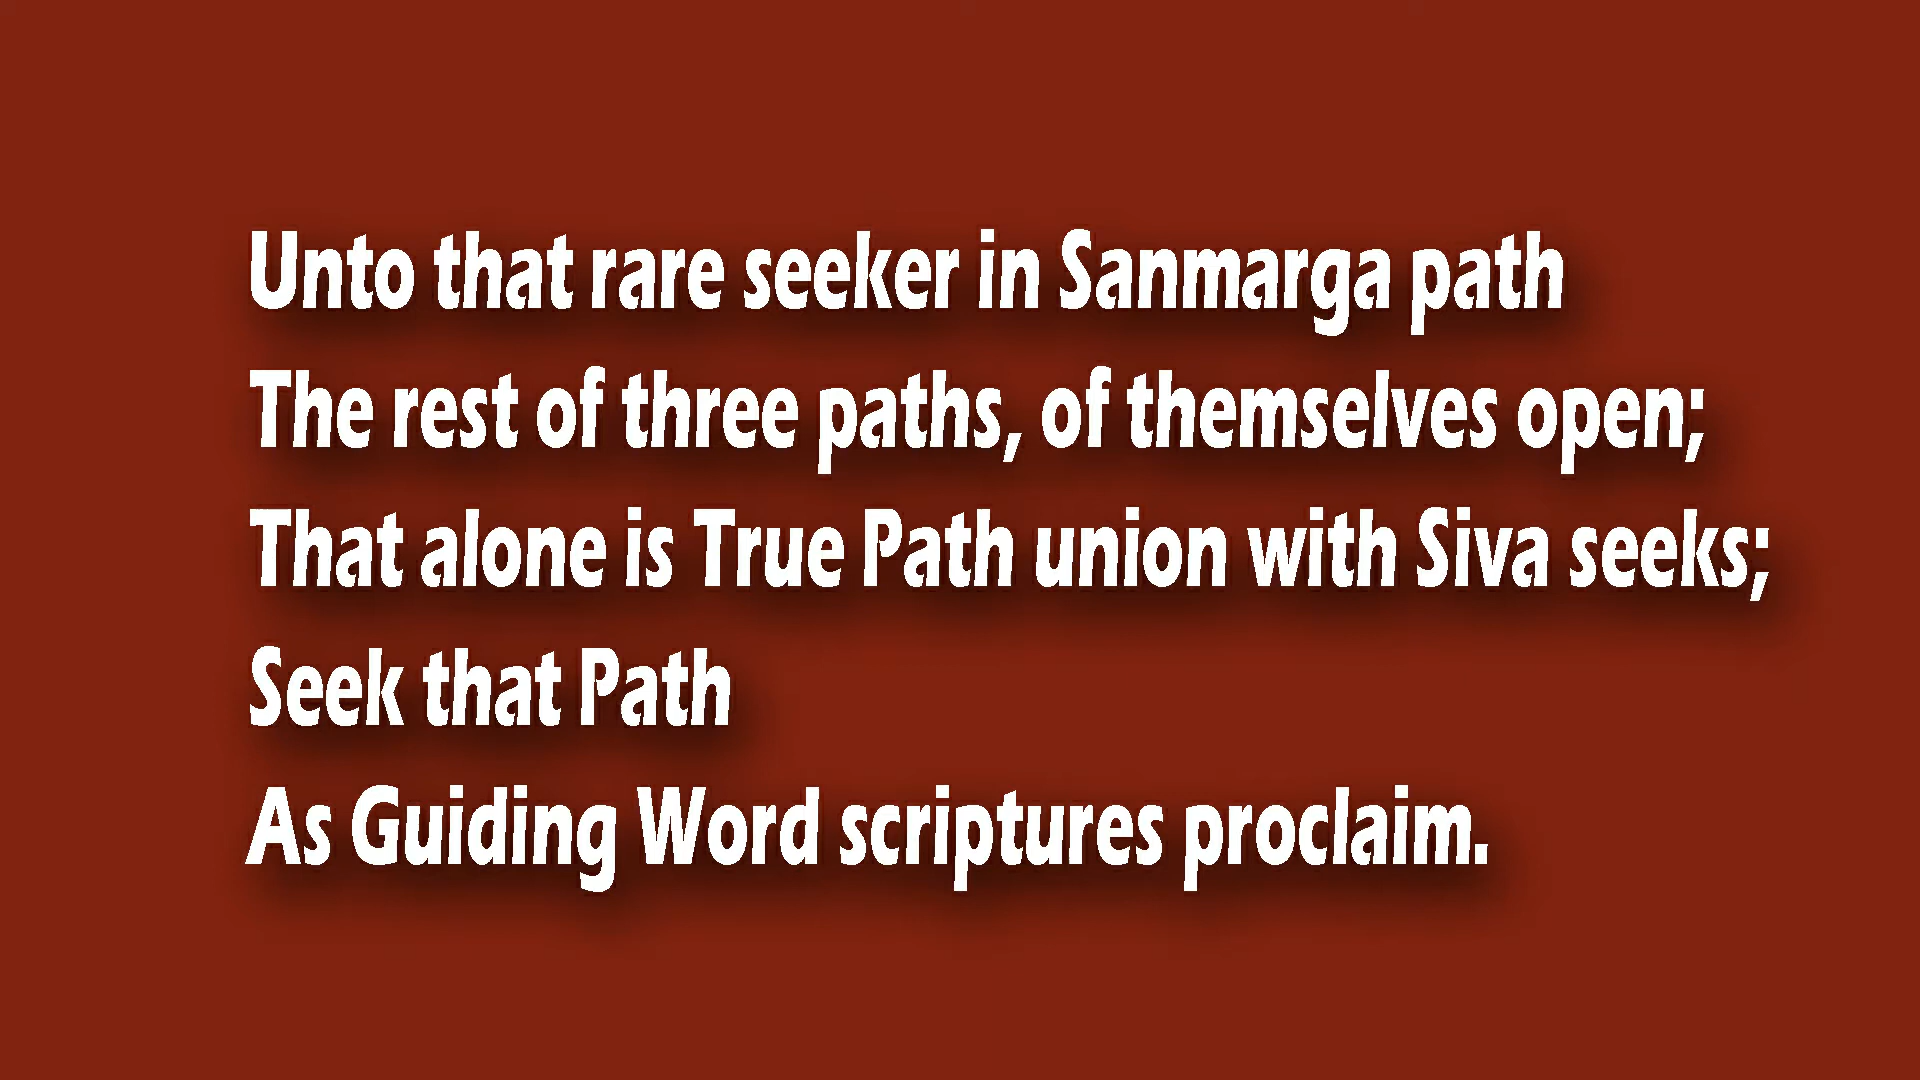 Unto that rare seeker in Sanmarga path
The rest of three paths, of themselves open;
That alone is True Path union with Siva seeks;
Seek that Path
As Guiding Word scriptures proclaim.